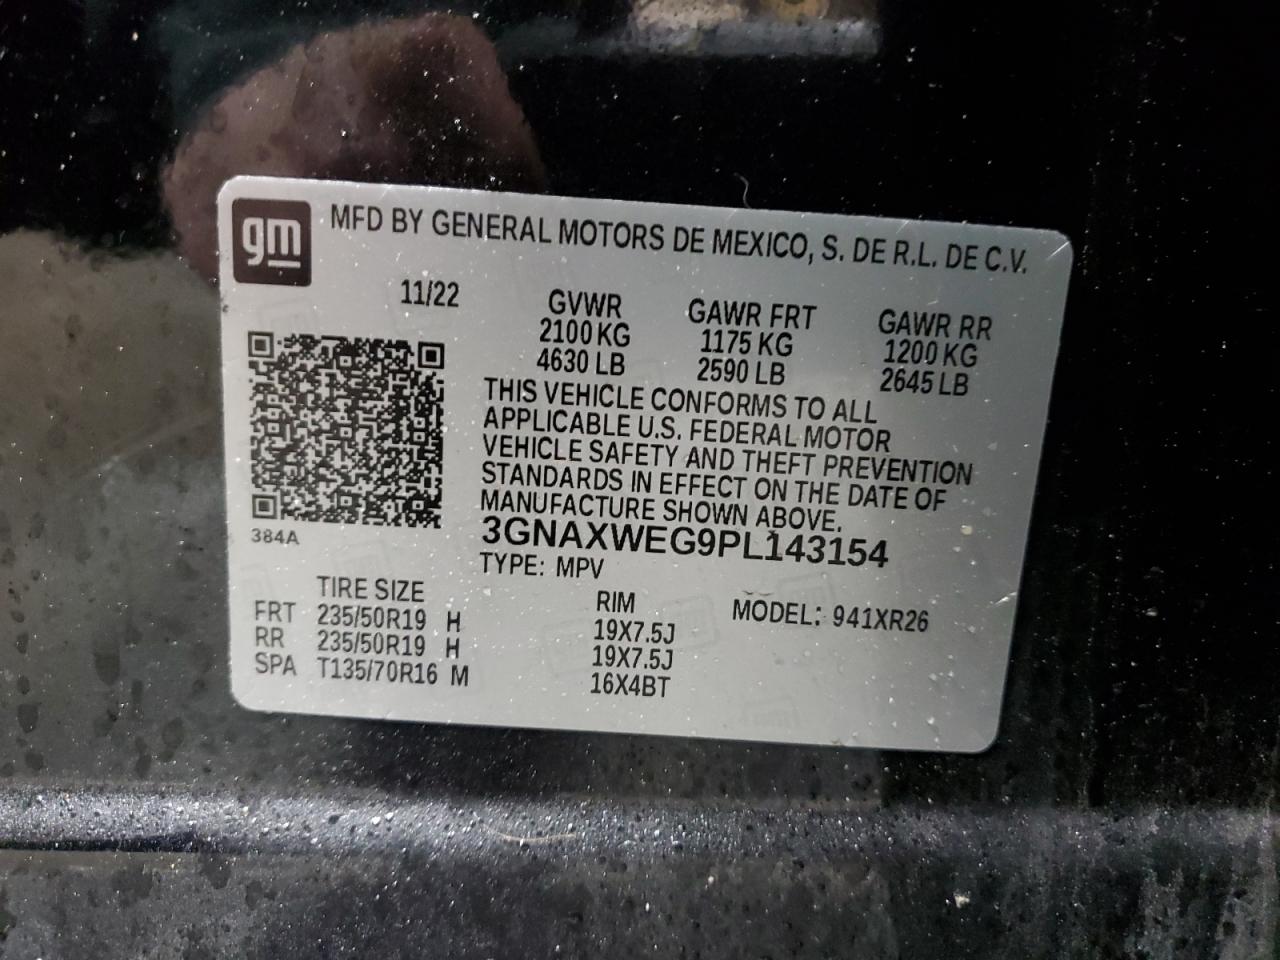 gm
MFD BY GENERAL MOTORS DE MEXICO, S. DE R.L. DE C.V.
11/22 GVWR GAWR FRT GAWR RR
2100 KG 1175 KG 1200 KG
4630 LB 2590 LB 2645 LB
THIS VEHICLE CONFORMS TO ALL
APPLICABLE U.S. FEDERAL MOTOR
VEHICLE SAFETY AND THEFT PREVENTION
STANDARDS IN EFFECT ON THE DATE OF
MANUFACTURE SHOWN ABOVE.
384A
3GNAXWEG9PL143154
TYPE: MPV
TIRE SIZE RIM MODEL: 941XR26
FRT 235/50R19 H 19X7.5J
RR 235/50R19 H 19X7.5J
SPA T135/70R16 M 16X4BT